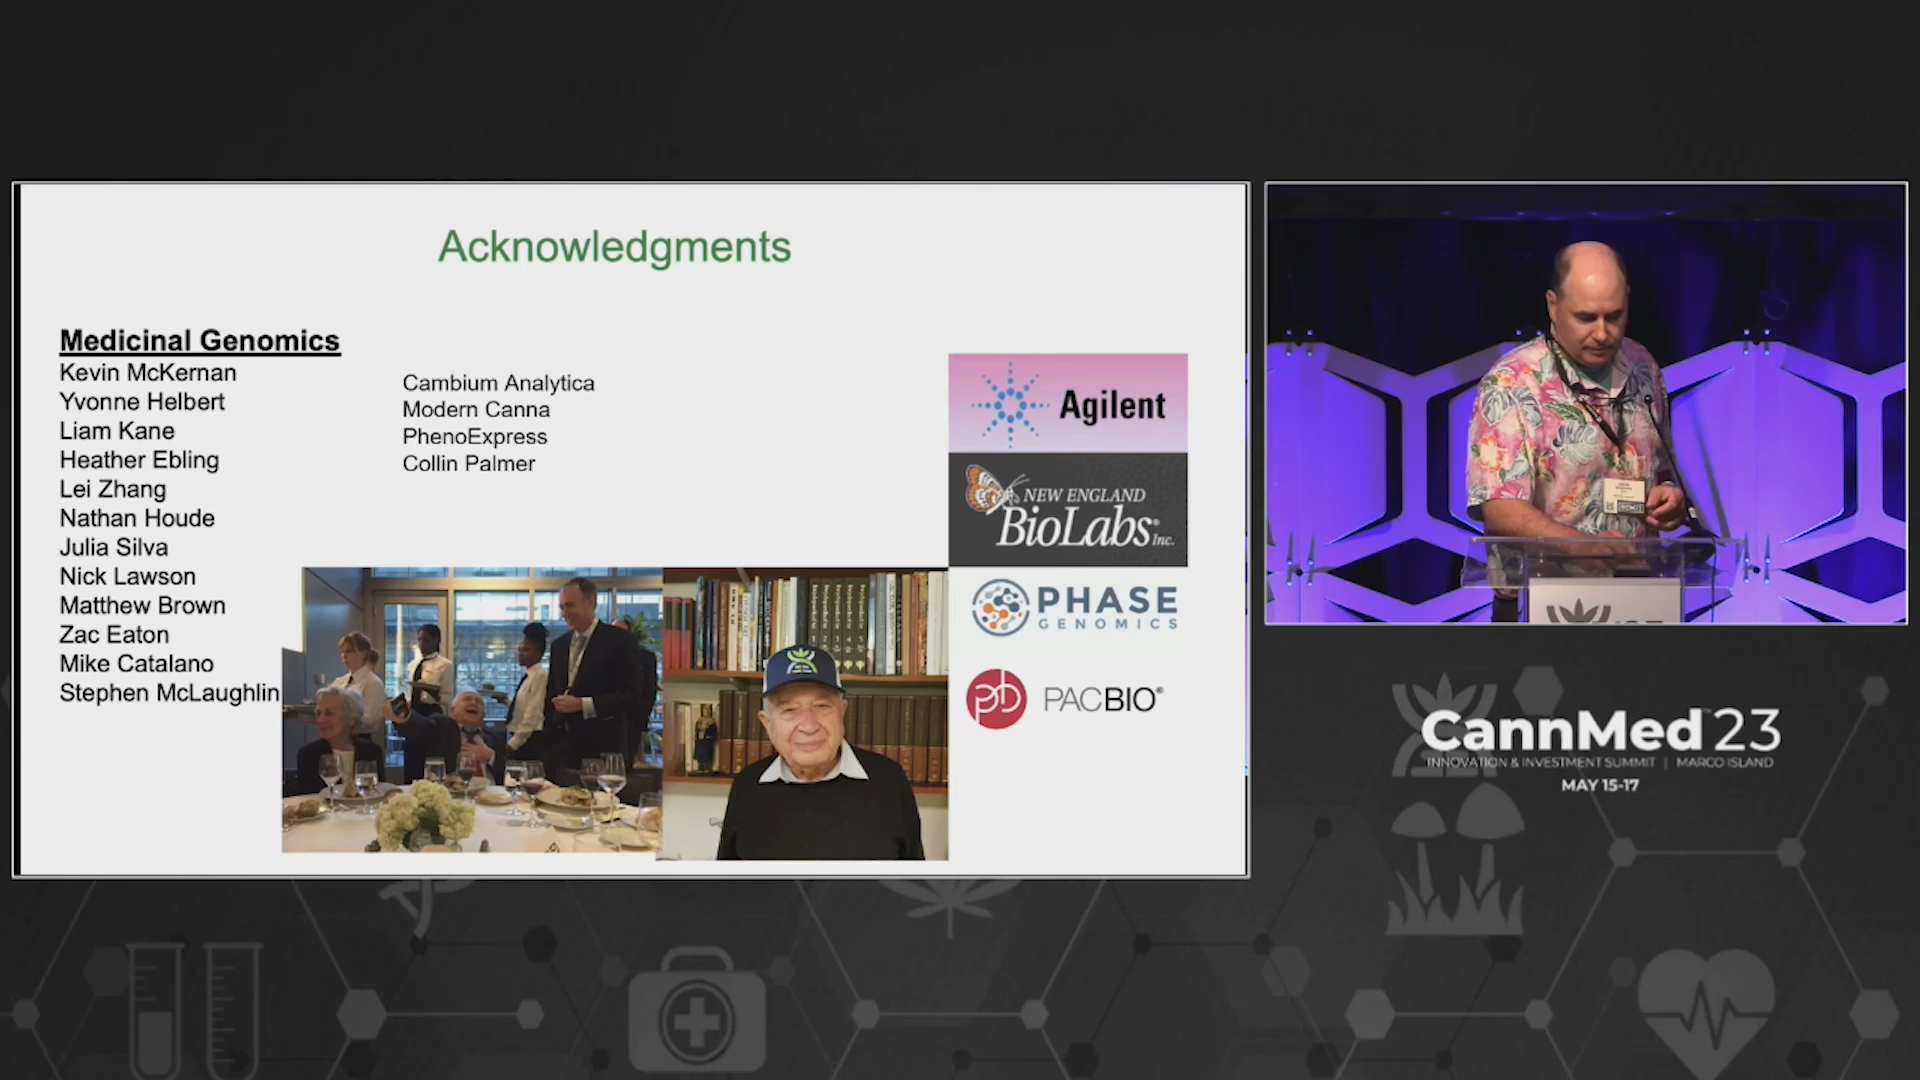 Acknowledgments
Medicinal Genomics
Kevin McKernan
Yvonne Helbert
Liam Kane
Heather Ebling
Lei Zhang
Nathan Houde
Julia Silva
Nick Lawson
Matthew Brown
Zac Eaton
Mike Catalano
Stephen McLaughlin
Cambium Analytica
Modern Canna
PhenoExpress
Collin Palmer
Agilent
NEW ENGLAND
BioLabs® Inc.
PHASE
GENOMICS
pb PACBIO®
CannMed™ 23
INNOVATION & INVESTMENT SUMMIT | MARCO ISLAND
MAY 15-17